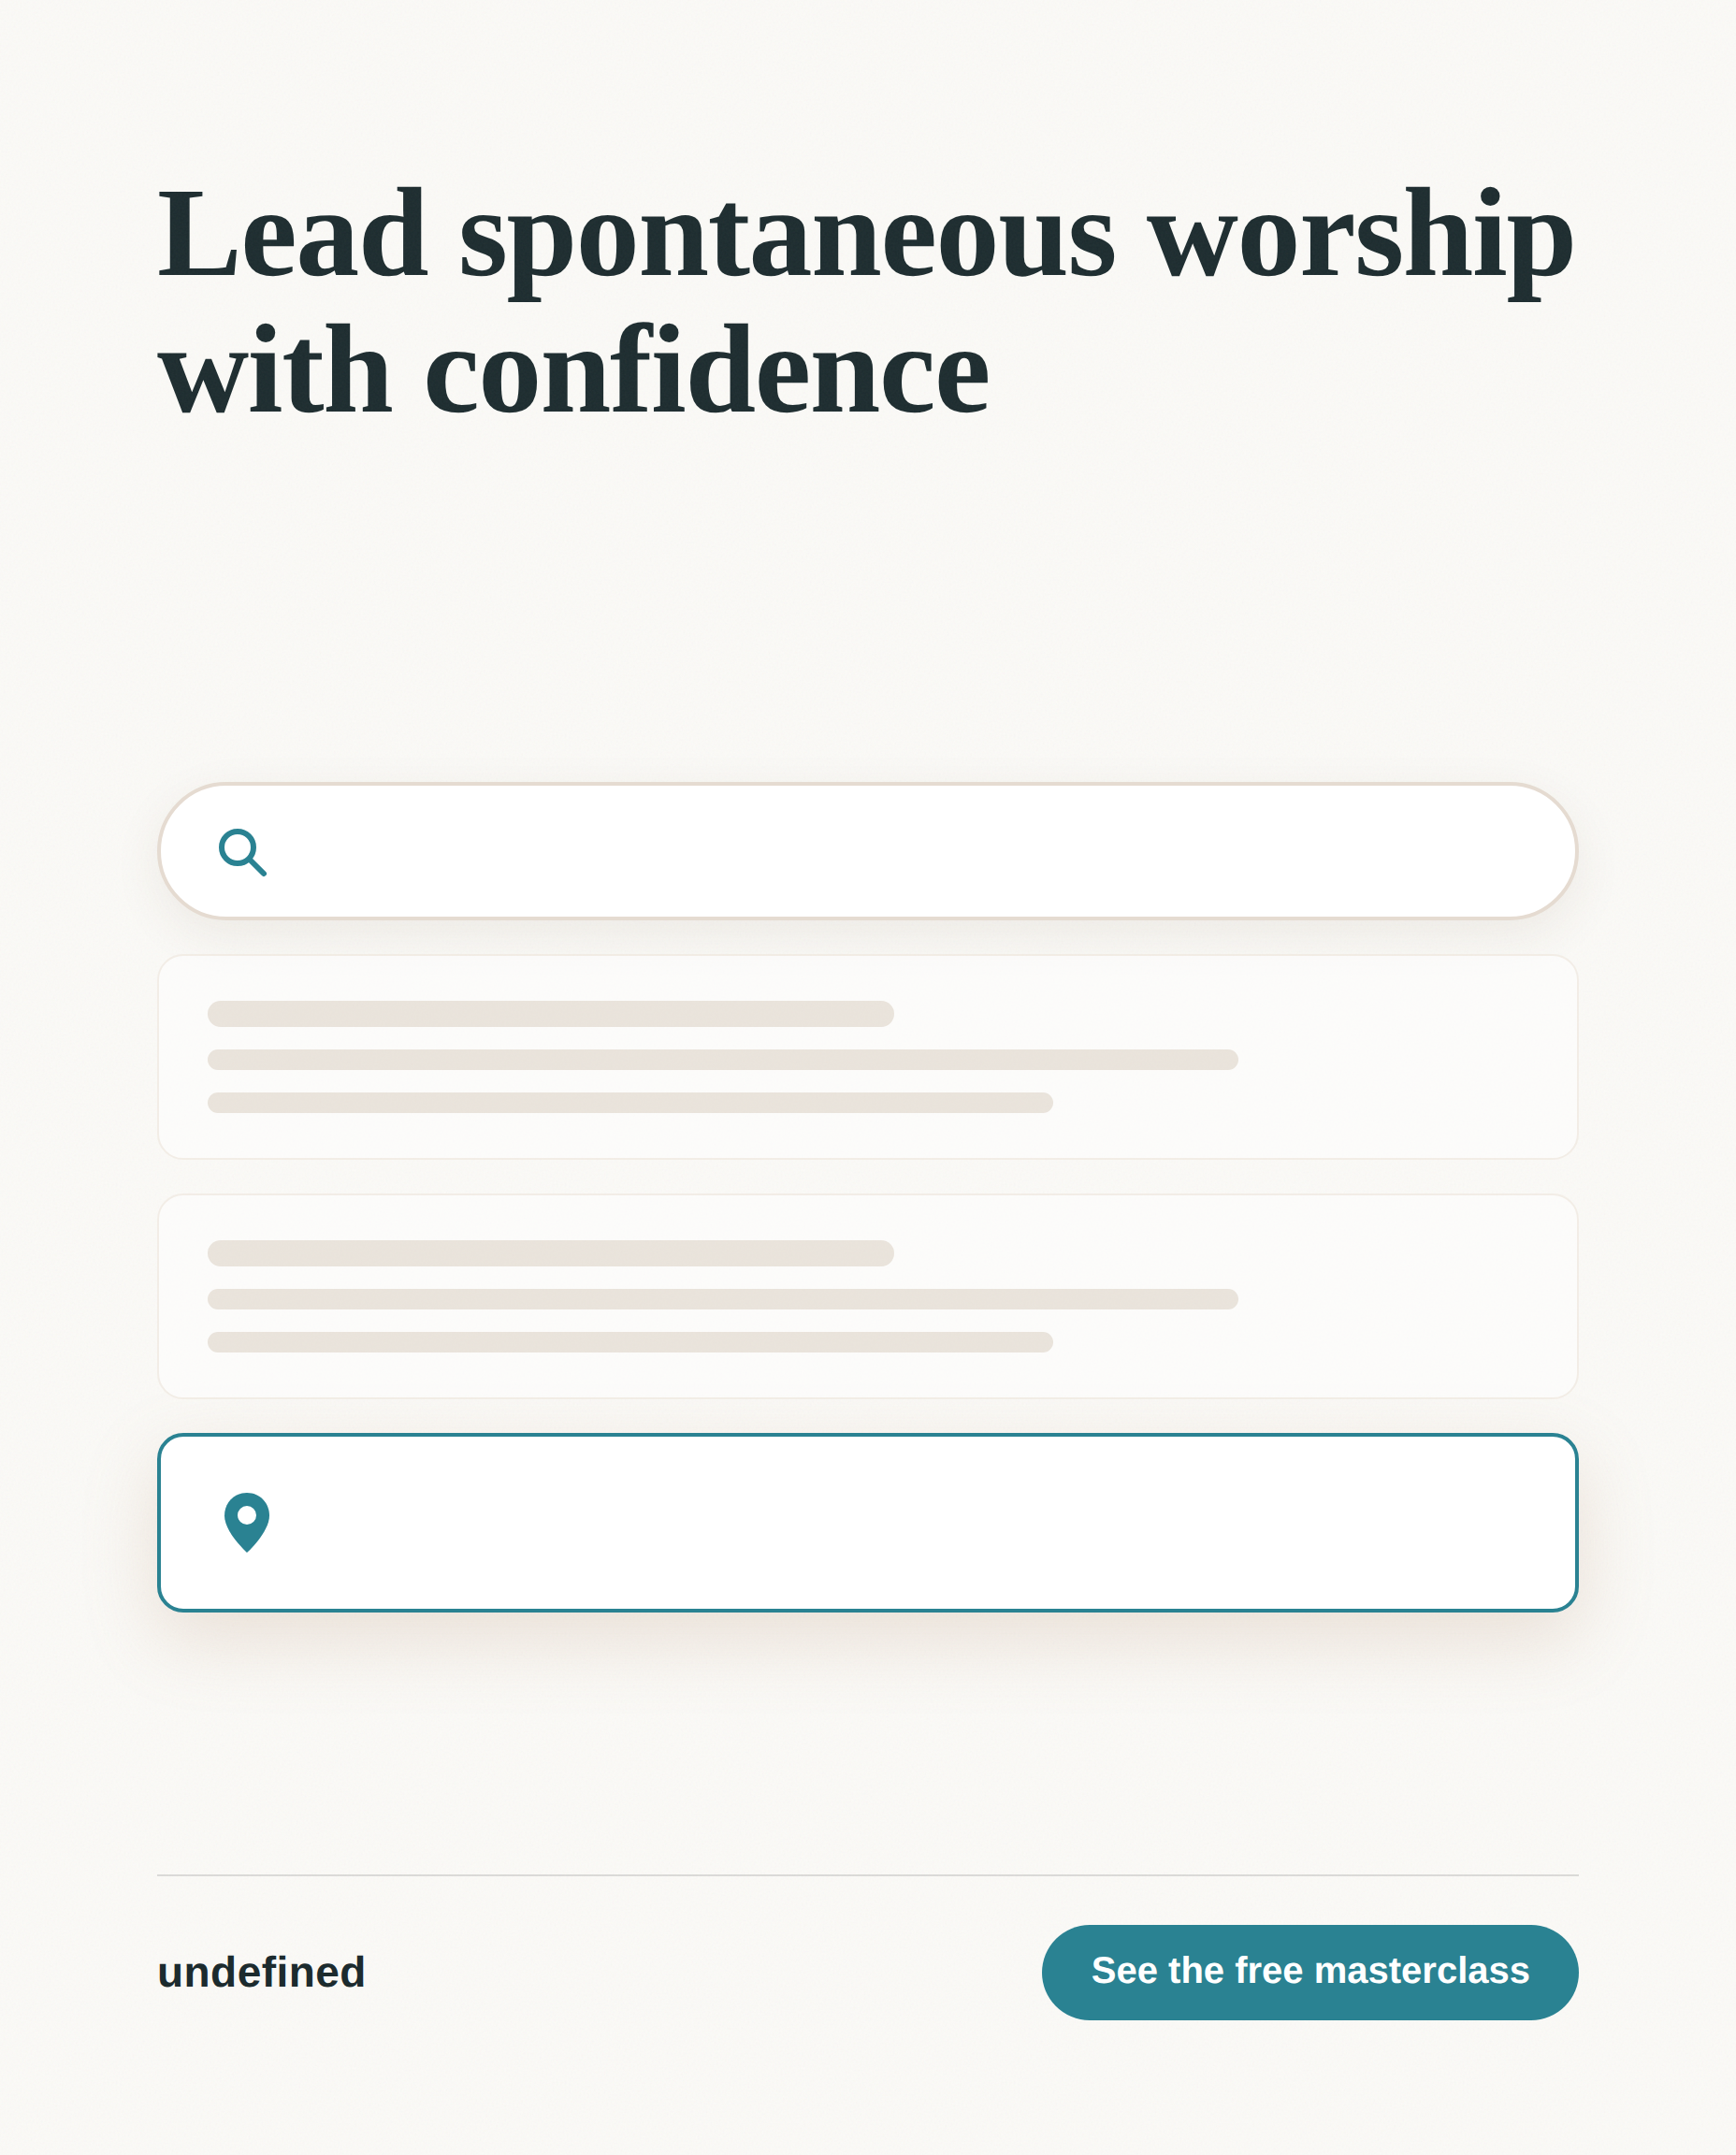 Lead spontaneous worship
with confidence
undefined
See the free masterclass